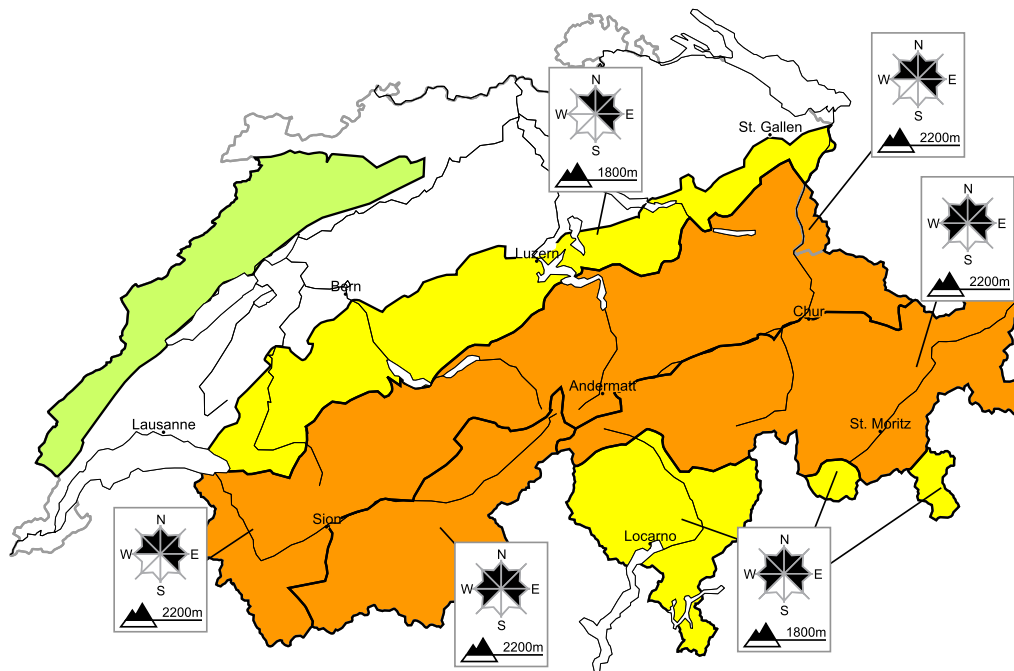 N
W E
S
2200m
N
W E
S
1800m
St. Gallen
N
W E
S
2200m
Luzern
Bern
Chur
Andermatt
Lausanne
St. Moritz
Sion
Locarno
N
W E
S
2200m
N
W E
S
2200m
N
W E
S
1800m